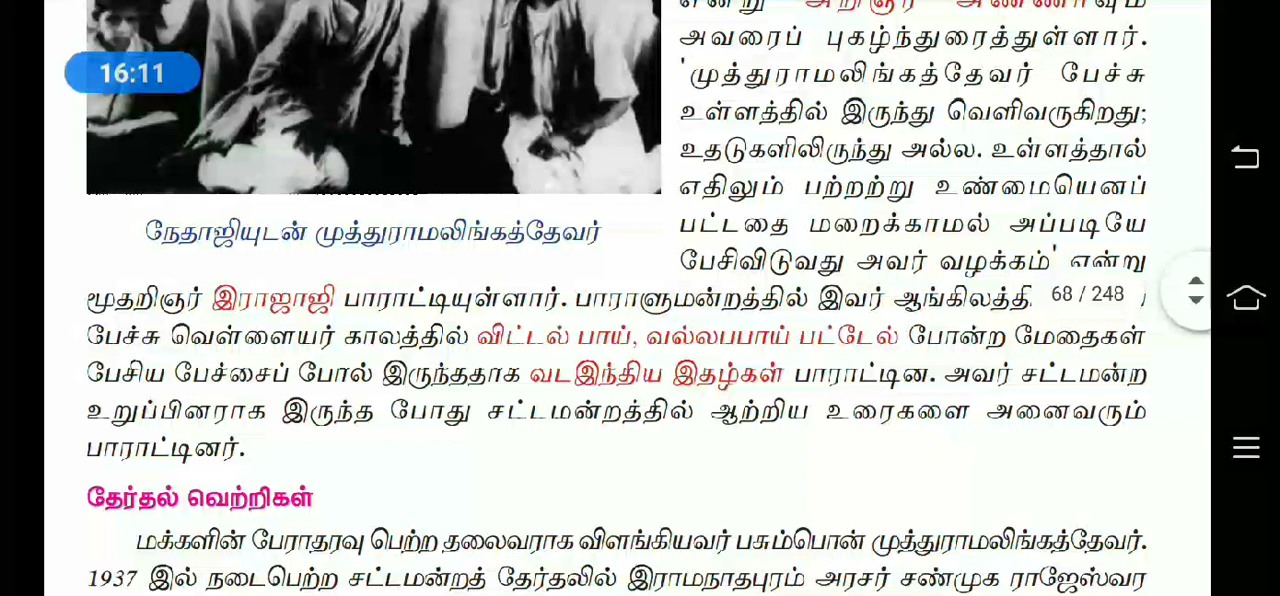 என்று அறிஞர் அண்ணாவும்
அவரைப் புகழ்ந்துரைத்துள்ளார்.
16:11
'முத்துராமலிங்கத்தேவர் பேச்சு
உள்ளத்தில் இருந்து வெளிவருகிறது;
உதடுகளிலிருந்து அல்ல. உள்ளத்தால்
எதிலும் பற்றற்று உண்மையெனப்
பட்டதை மறைக்காமல் அப்படியே
நேதாஜியுடன் முத்துராமலிங்கத்தேவர்
பேசிவிடுவது அவர் வழக்கம்' என்று
மூதறிஞர் இராஜாஜி பாராட்டியுள்ளார். பாராளுமன்றத்தில் இவர்
68 / 248
பேச்சு வெள்ளையர் காலத்தில் விட்டல் பாய், வல்லபபாய் பட்டேல் போன்ற மேதைகள்
பேசிய பேச்சைப் போல் இருந்ததாக வடஇந்திய இதழ்கள் பாராட்டின. அவர் சட்டமன்ற
உறுப்பினராக இருந்த போது சட்டமன்றத்தில் ஆற்றிய உரைகளை அனைவரும்
பாராட்டினர்.
தேர்தல் வெற்றிகள்
மக்களின் பேராதரவு பெற்ற தலைவராக விளங்கியவர் பசும்பொன் முத்துராமலிங்கத்தேவர்.
1937 இல் நடைபெற்ற சட்டமன்றத் தேர்தலில் இராமநாதபுரம் அரசர் சண்முக ராஜேஸ்வர